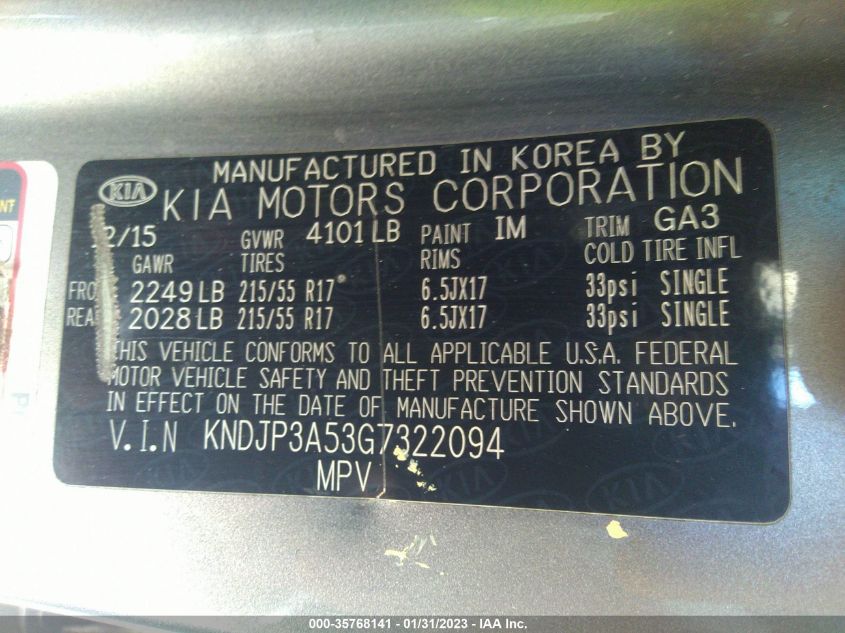 MANUFACTURED IN KOREA BY
KIA KIA MOTORS CORPORATION
12/15 GVWR 4101 LB PAINT IM TRIM GA3
GAWR TIRES RIMS COLD TIRE INFL
2249 LB 215/55 R17 6.5JX17 33psi SINGLE
2028 LB 215/55 R17 6.5JX17 33psi SINGLE
THIS VEHICLE CONFORMS TO ALL APPLICABLE U.S.A. FEDERAL
MOTOR VEHICLE SAFETY AND THEFT PREVENTION STANDARDS
IN EFFECT ON THE DATE OF MANUFACTURE SHOWN ABOVE.
V.I.N KNDJP3A53G7322094
MPV
000-35768141 - 01/31/2023 - IAA Inc.